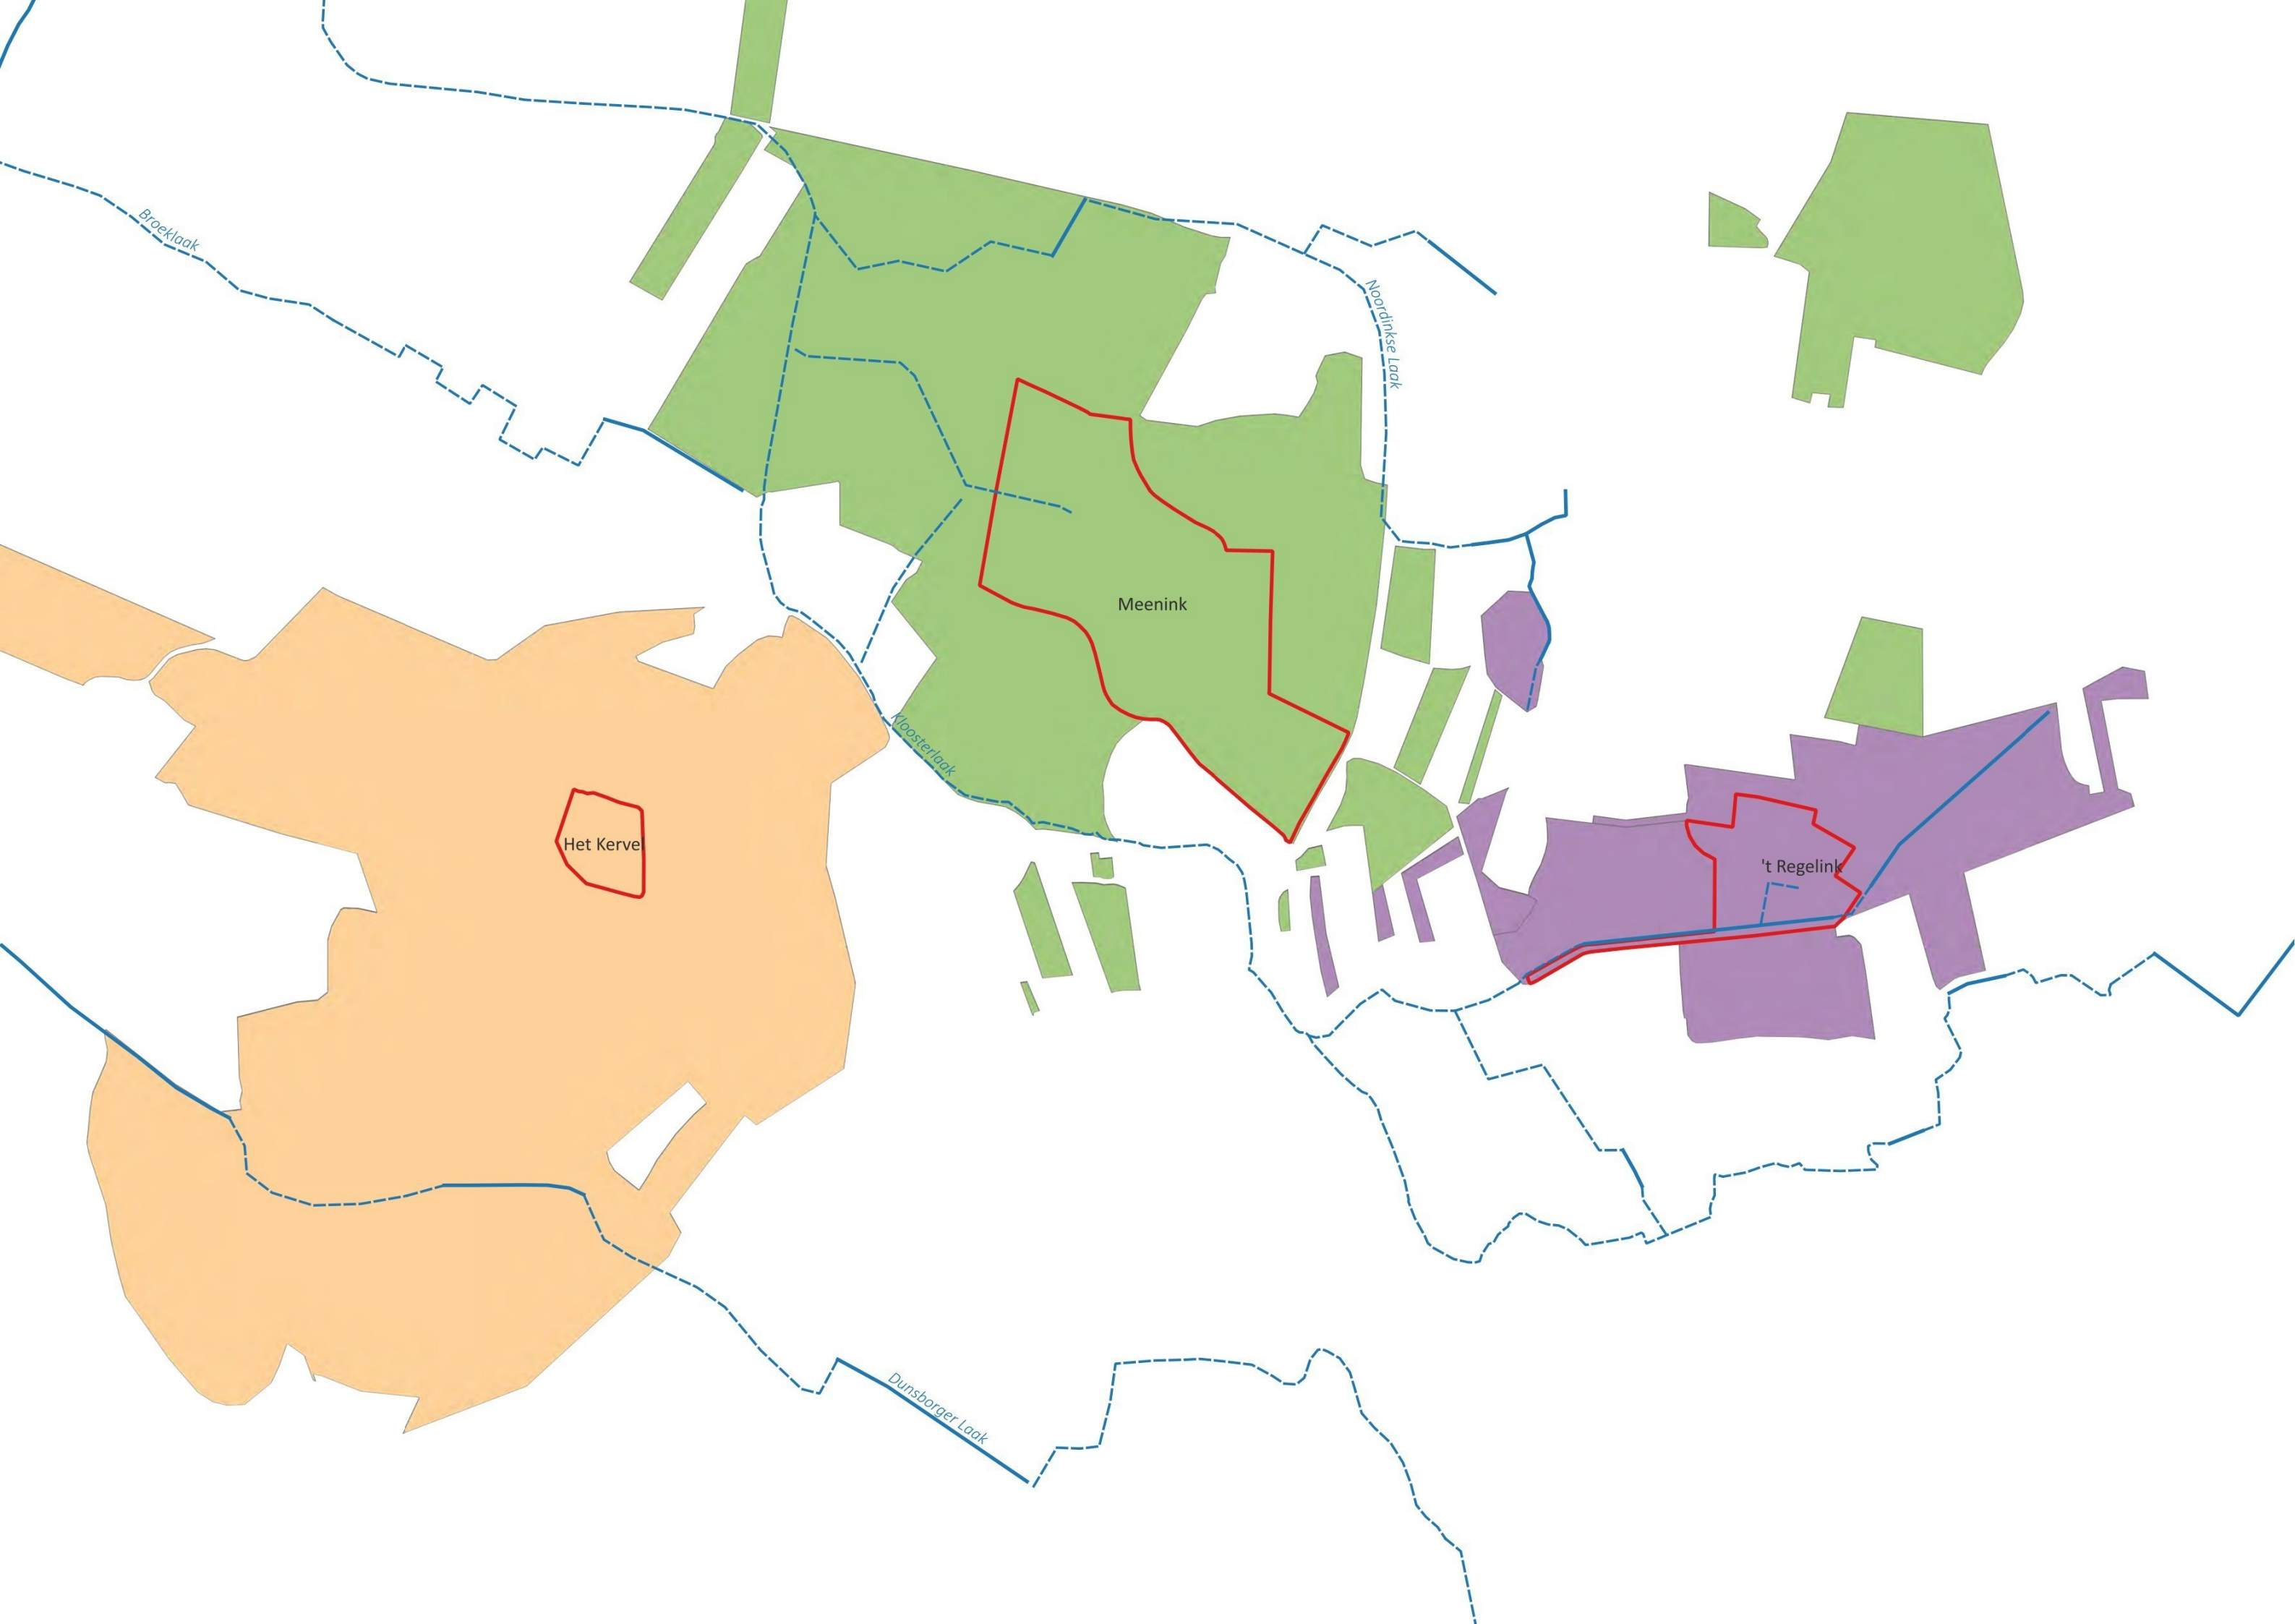 Broeklaak
Noordinkse Laak
Meenink
Kloosterlaak
Het Kervel
't Regelink
Dunsborger Laak